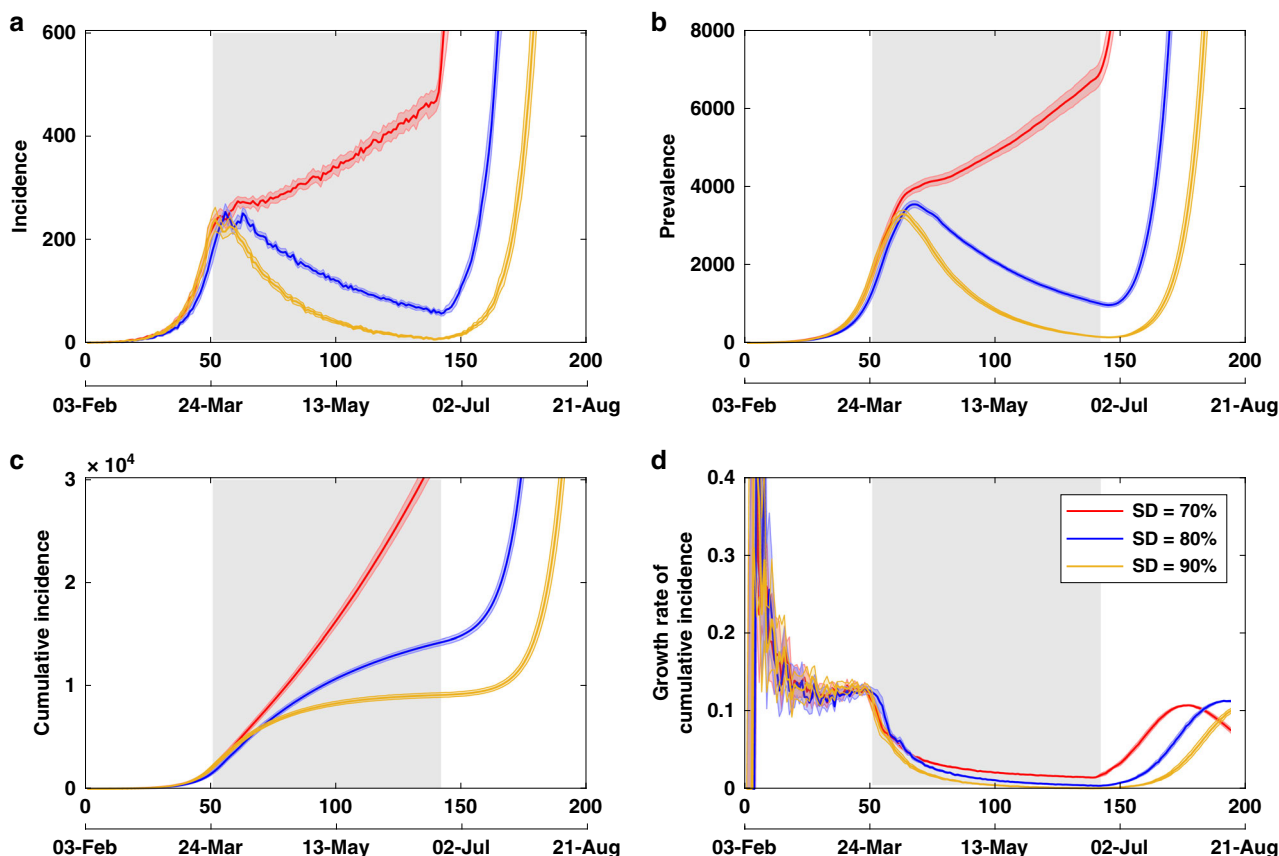 a
600
400
200
0
Incidence
0 50 100 150 200
03-Feb 24-Mar 13-May 02-Jul 21-Aug
b
8000
6000
4000
2000
0
Prevalence
0 50 100 150 200
03-Feb 24-Mar 13-May 02-Jul 21-Aug
c
× 10⁴
3
2
1
0
Cumulative incidence
0 50 100 150 200
03-Feb 24-Mar 13-May 02-Jul 21-Aug
d
0.4
0.3
0.2
0.1
0
Growth rate of
cumulative incidence
SD = 70%
SD = 80%
SD = 90%
0 50 100 150 200
03-Feb 24-Mar 13-May 02-Jul 21-Aug